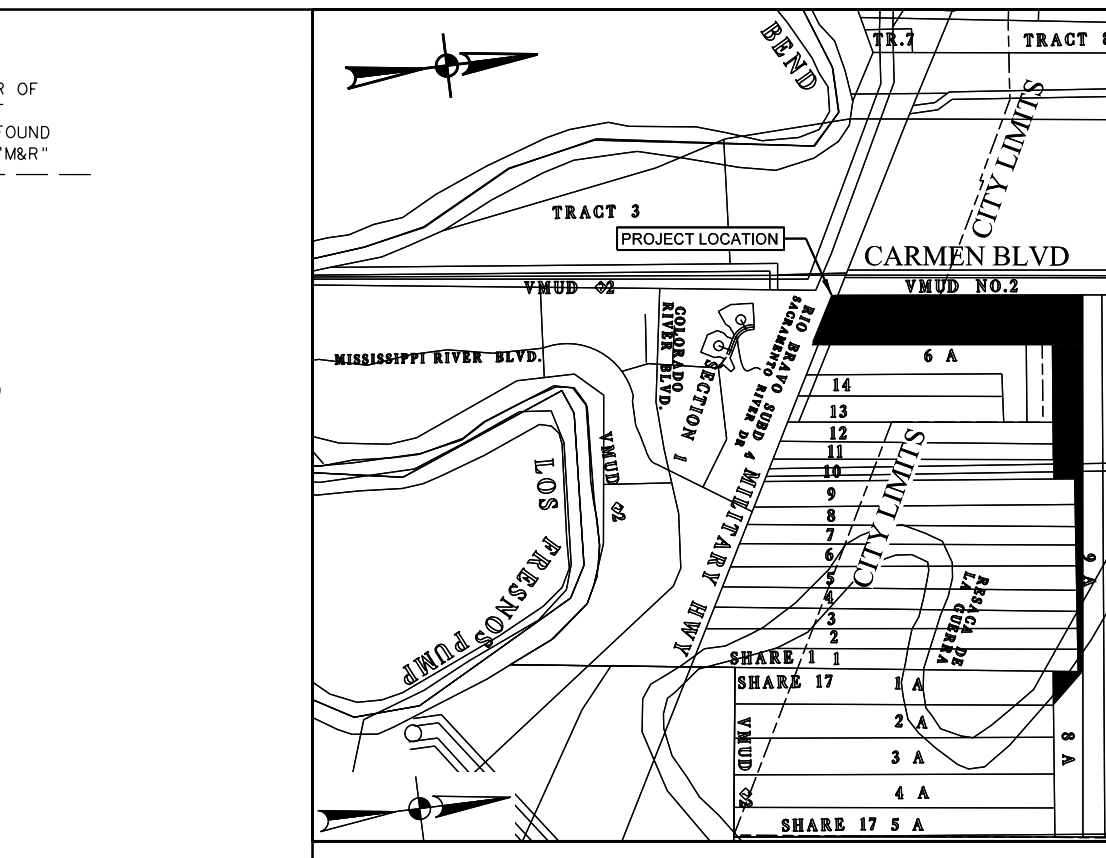 R OF
FOUND
"M&R"
BEND
TR.7
TRACT 8
CITY LIMITS
TRACT 3
PROJECT LOCATION
CARMEN BLVD
VMUD 2
VMUD NO.2
MISSISSIPPI RIVER BLVD.
COLORADO
RIVER BLVD.
SECTION 1
RIO BRAVO SUBD 4
SACRAMENTO RIVER DR
6 A
14
13
12
11
10
9
8
7
6
5
4
3
2
1
SHARE 1
CITY LIMITS
MILITARY HWY
VMUD 2
LOS FRESNOS PUMP
RESACA DE
LA GUERRA
9 A
SHARE 17
1 A
2 A
3 A
4 A
SHARE 17 5 A
VMUD 2
8 A